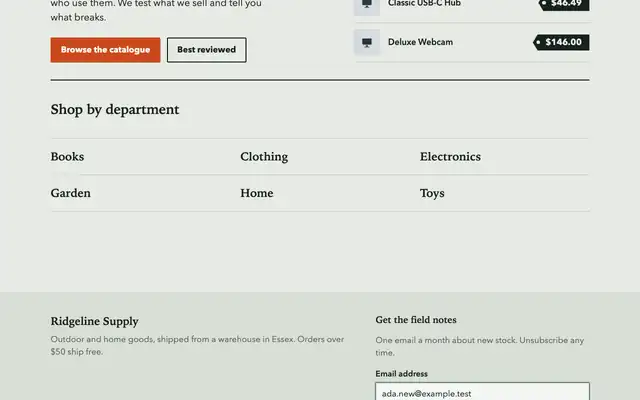 who use them. We test what we sell and tell you
what breaks.
Browse the catalogue
Best reviewed
Classic USB-C Hub
$46.49
Deluxe Webcam
$146.00
Shop by department
Books
Clothing
Electronics
Garden
Home
Toys
Ridgeline Supply
Outdoor and home goods, shipped from a warehouse in Essex. Orders over
$50 ship free.
Get the field notes
One email a month about new stock. Unsubscribe any
time.
Email address
ada.new@example.test